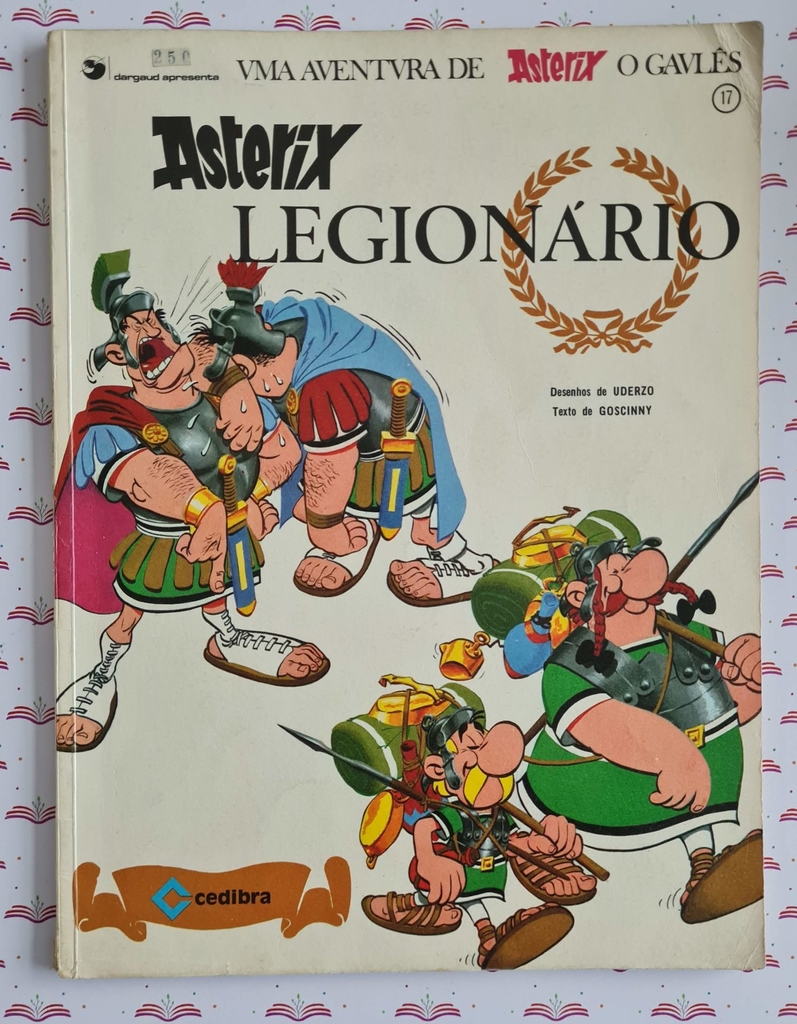 250
dargaud apresenta
VMA AVENTVRA DE Asterix O GAVLÊS
17
Asterix
LEGIONÁRIO
Desenhos de UDERZO
Texto de GOSCINNY
cedibra